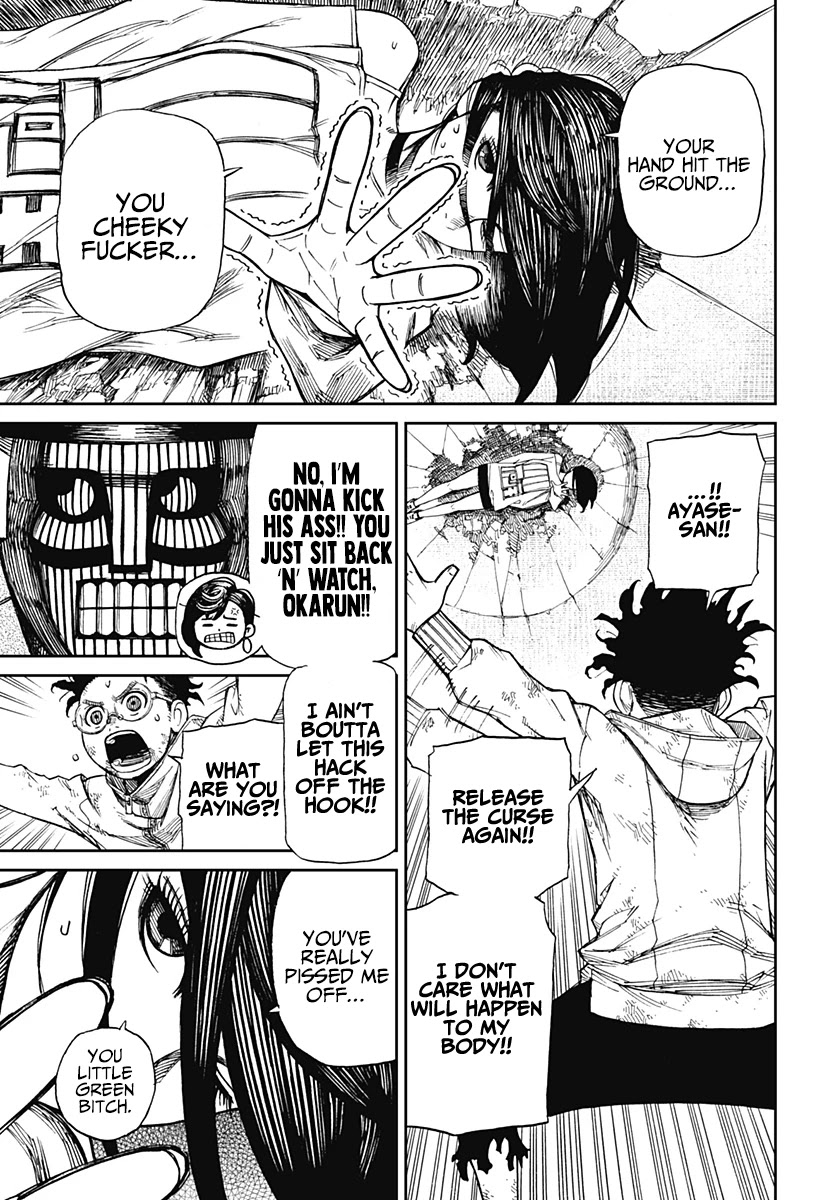 YOUR
HAND HIT THE
GROUND...
YOU
CHEEKY
FUCKER...
...!!
AYASE-
SAN!!
RELEASE
THE CURSE
AGAIN!!
I DON'T
CARE WHAT
WILL HAPPEN
TO MY
BODY!!
NO, I'M
GONNA KICK
HIS ASS!! YOU
JUST SIT BACK
'N' WATCH,
OKARUN!!
I AIN'T
BOUTTA
LET THIS
HACK
OFF THE
HOOK!!
WHAT
ARE YOU
SAYING?!
YOU'VE
REALLY
PISSED ME
OFF...
YOU
LITTLE
GREEN
BITCH.